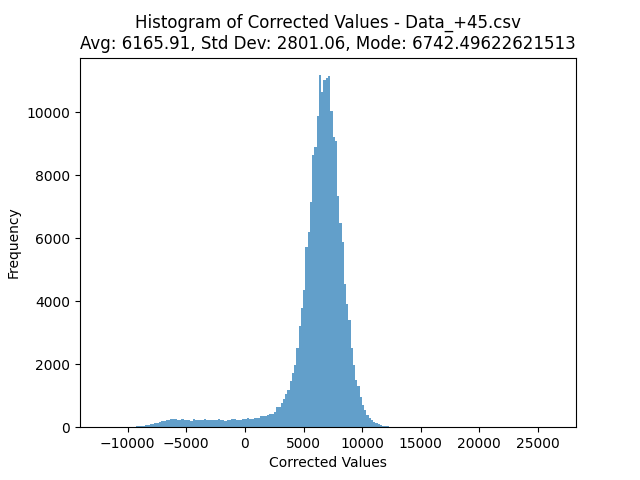 Histogram of Corrected Values - Data_+45.csv
Avg: 6165.91, Std Dev: 2801.06, Mode: 6742.49622621513
10000
8000
6000
4000
2000
0
Frequency
−10000 −5000 0 5000 10000 15000 20000 25000
Corrected Values